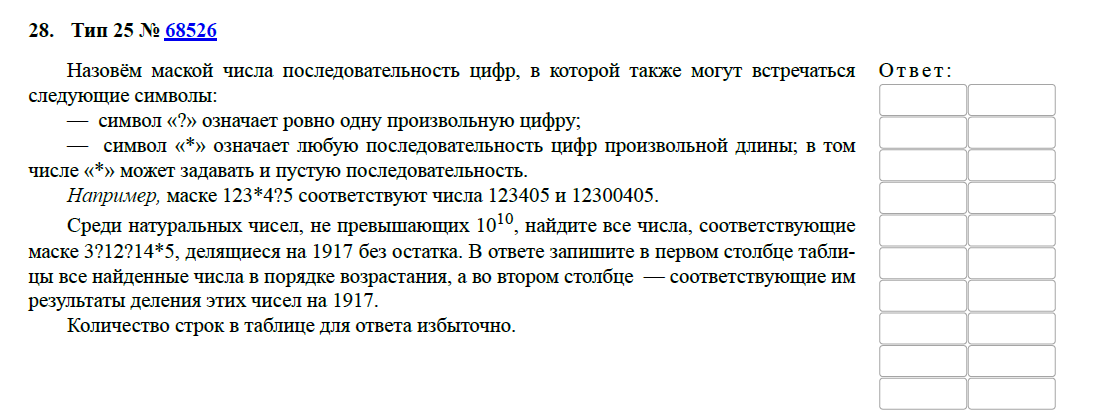 28. Тип 25 № 68526
Назовём маской числа последовательность цифр, в которой также могут встречаться
следующие символы:
— символ «?» означает ровно одну произвольную цифру;
— символ «*» означает любую последовательность цифр произвольной длины; в том
числе «*» может задавать и пустую последовательность.
Например, маске 123*4?5 соответствуют числа 123405 и 12300405.
Среди натуральных чисел, не превышающих 10¹⁰, найдите все числа, соответствующие
маске 3?12?14*5, делящиеся на 1917 без остатка. В ответе запишите в первом столбце табли-
цы все найденные числа в порядке возрастания, а во втором столбце — соответствующие им
результаты деления этих чисел на 1917.
Количество строк в таблице для ответа избыточно.
Ответ: